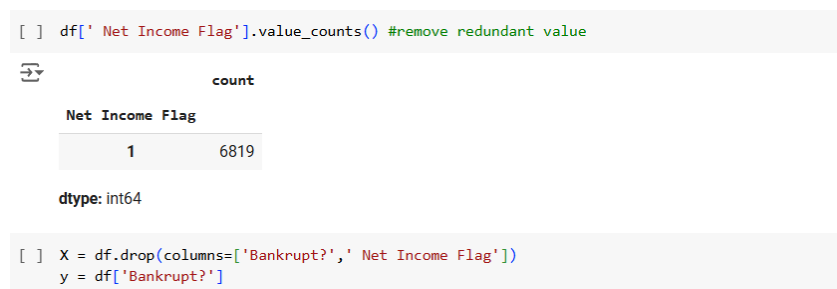 [ ] df[' Net Income Flag'].value_counts() #remove redundant value
count
Net Income Flag
1 6819
dtype: int64
[ ] X = df.drop(columns=['Bankrupt?',' Net Income Flag'])
y = df['Bankrupt?']